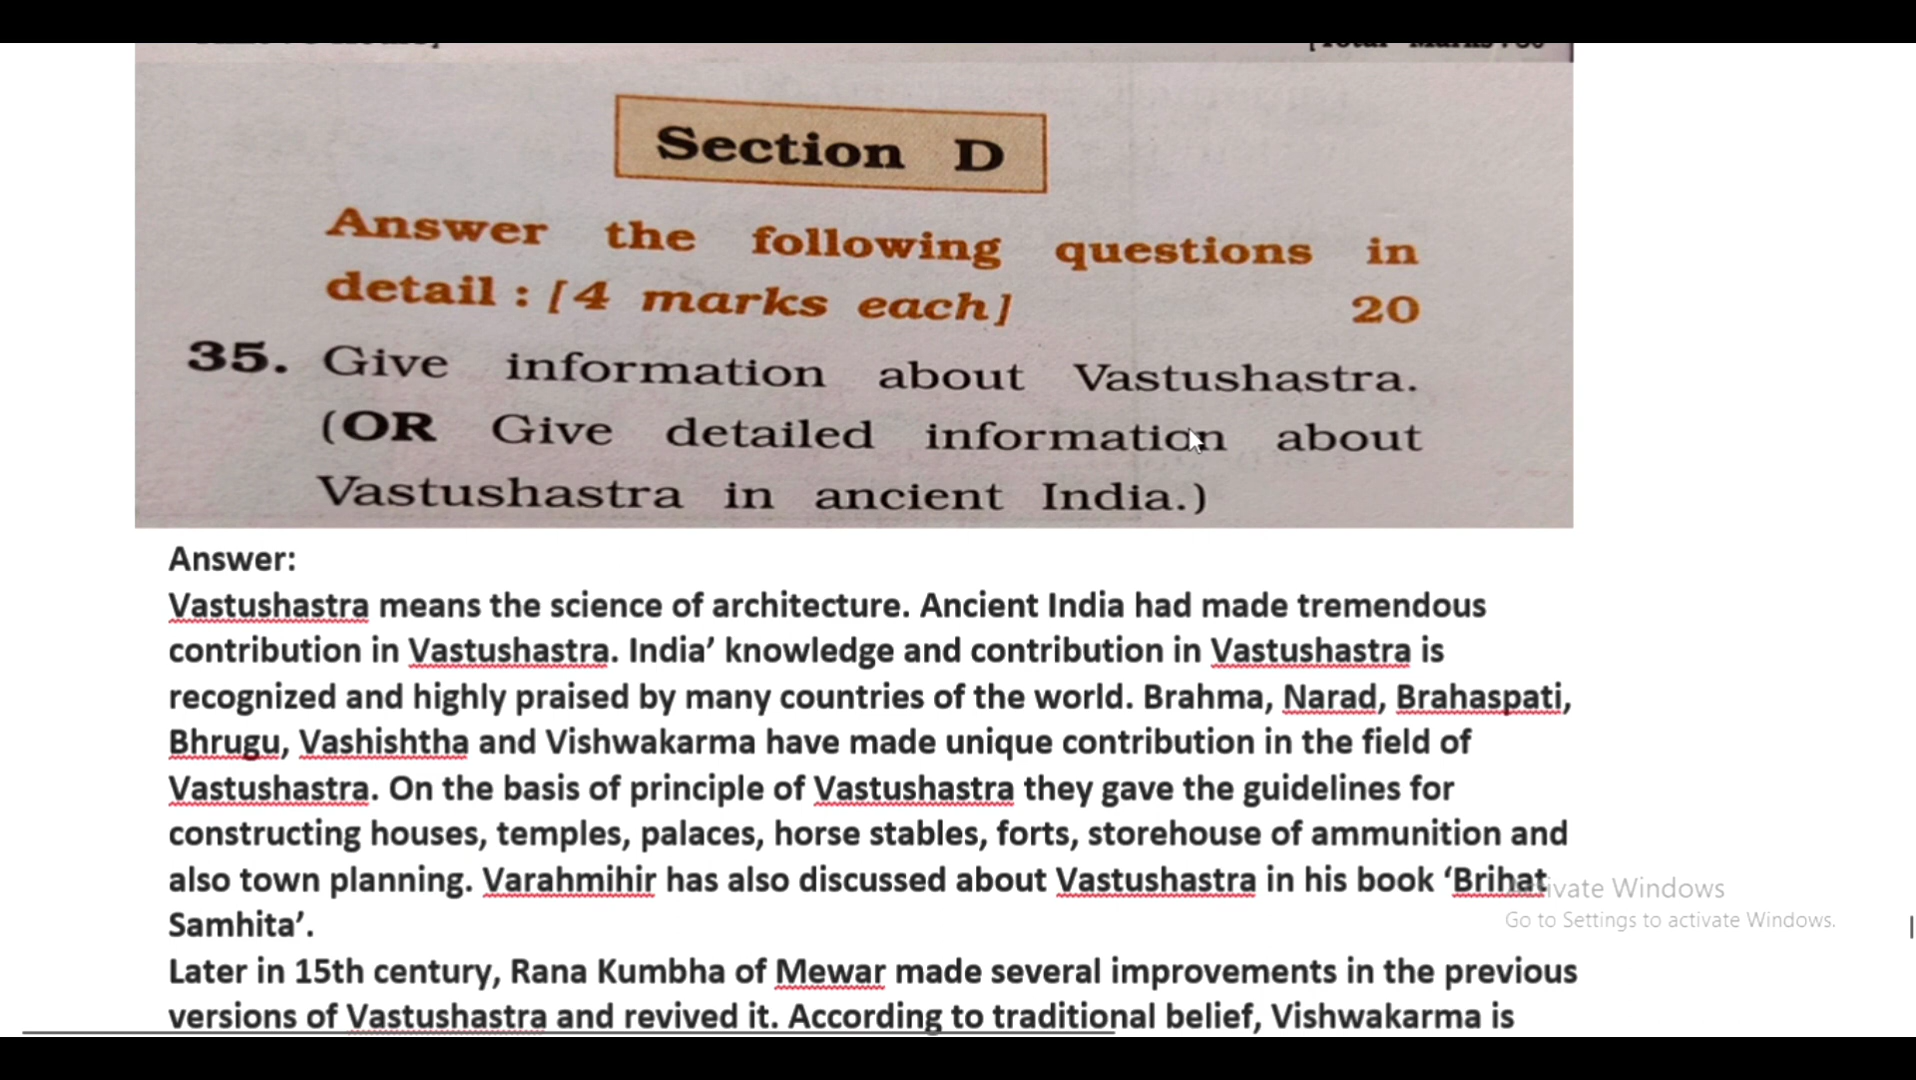 Section D
Answer the following questions in
detail : [4 marks each] 20
35. Give information about Vastushastra.
(OR Give detailed information about
Vastushastra in ancient India.)
Answer:
Vastushastra means the science of architecture. Ancient India had made tremendous
contribution in Vastushastra. India’ knowledge and contribution in Vastushastra is
recognized and highly praised by many countries of the world. Brahma, Narad, Brahaspati,
Bhrugu, Vashishtha and Vishwakarma have made unique contribution in the field of
Vastushastra. On the basis of principle of Vastushastra they gave the guidelines for
constructing houses, temples, palaces, horse stables, forts, storehouse of ammunition and
also town planning. Varahmihir has also discussed about Vastushastra in his book ‘Brihat
Samhita’.
Activate Windows
Go to Settings to activate Windows.
Later in 15th century, Rana Kumbha of Mewar made several improvements in the previous
versions of Vastushastra and revived it. According to traditional belief, Vishwakarma is